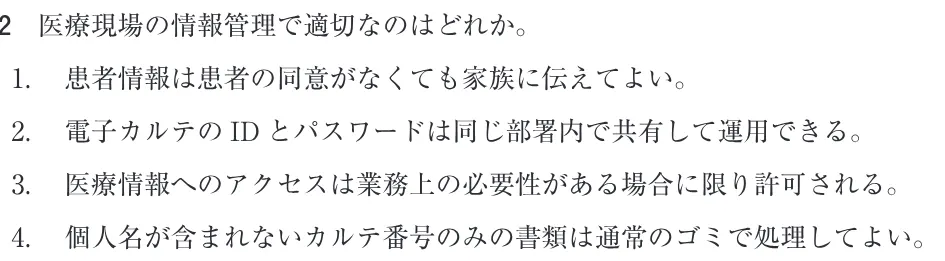 2 医療現場の情報管理で適切なのはどれか。
1. 患者情報は患者の同意がなくても家族に伝えてよい。
2. 電子カルテの ID とパスワードは同じ部署内で共有して運用できる。
3. 医療情報へのアクセスは業務上の必要性がある場合に限り許可される。
4. 個人名が含まれないカルテ番号のみの書類は通常のゴミで処理してよい。